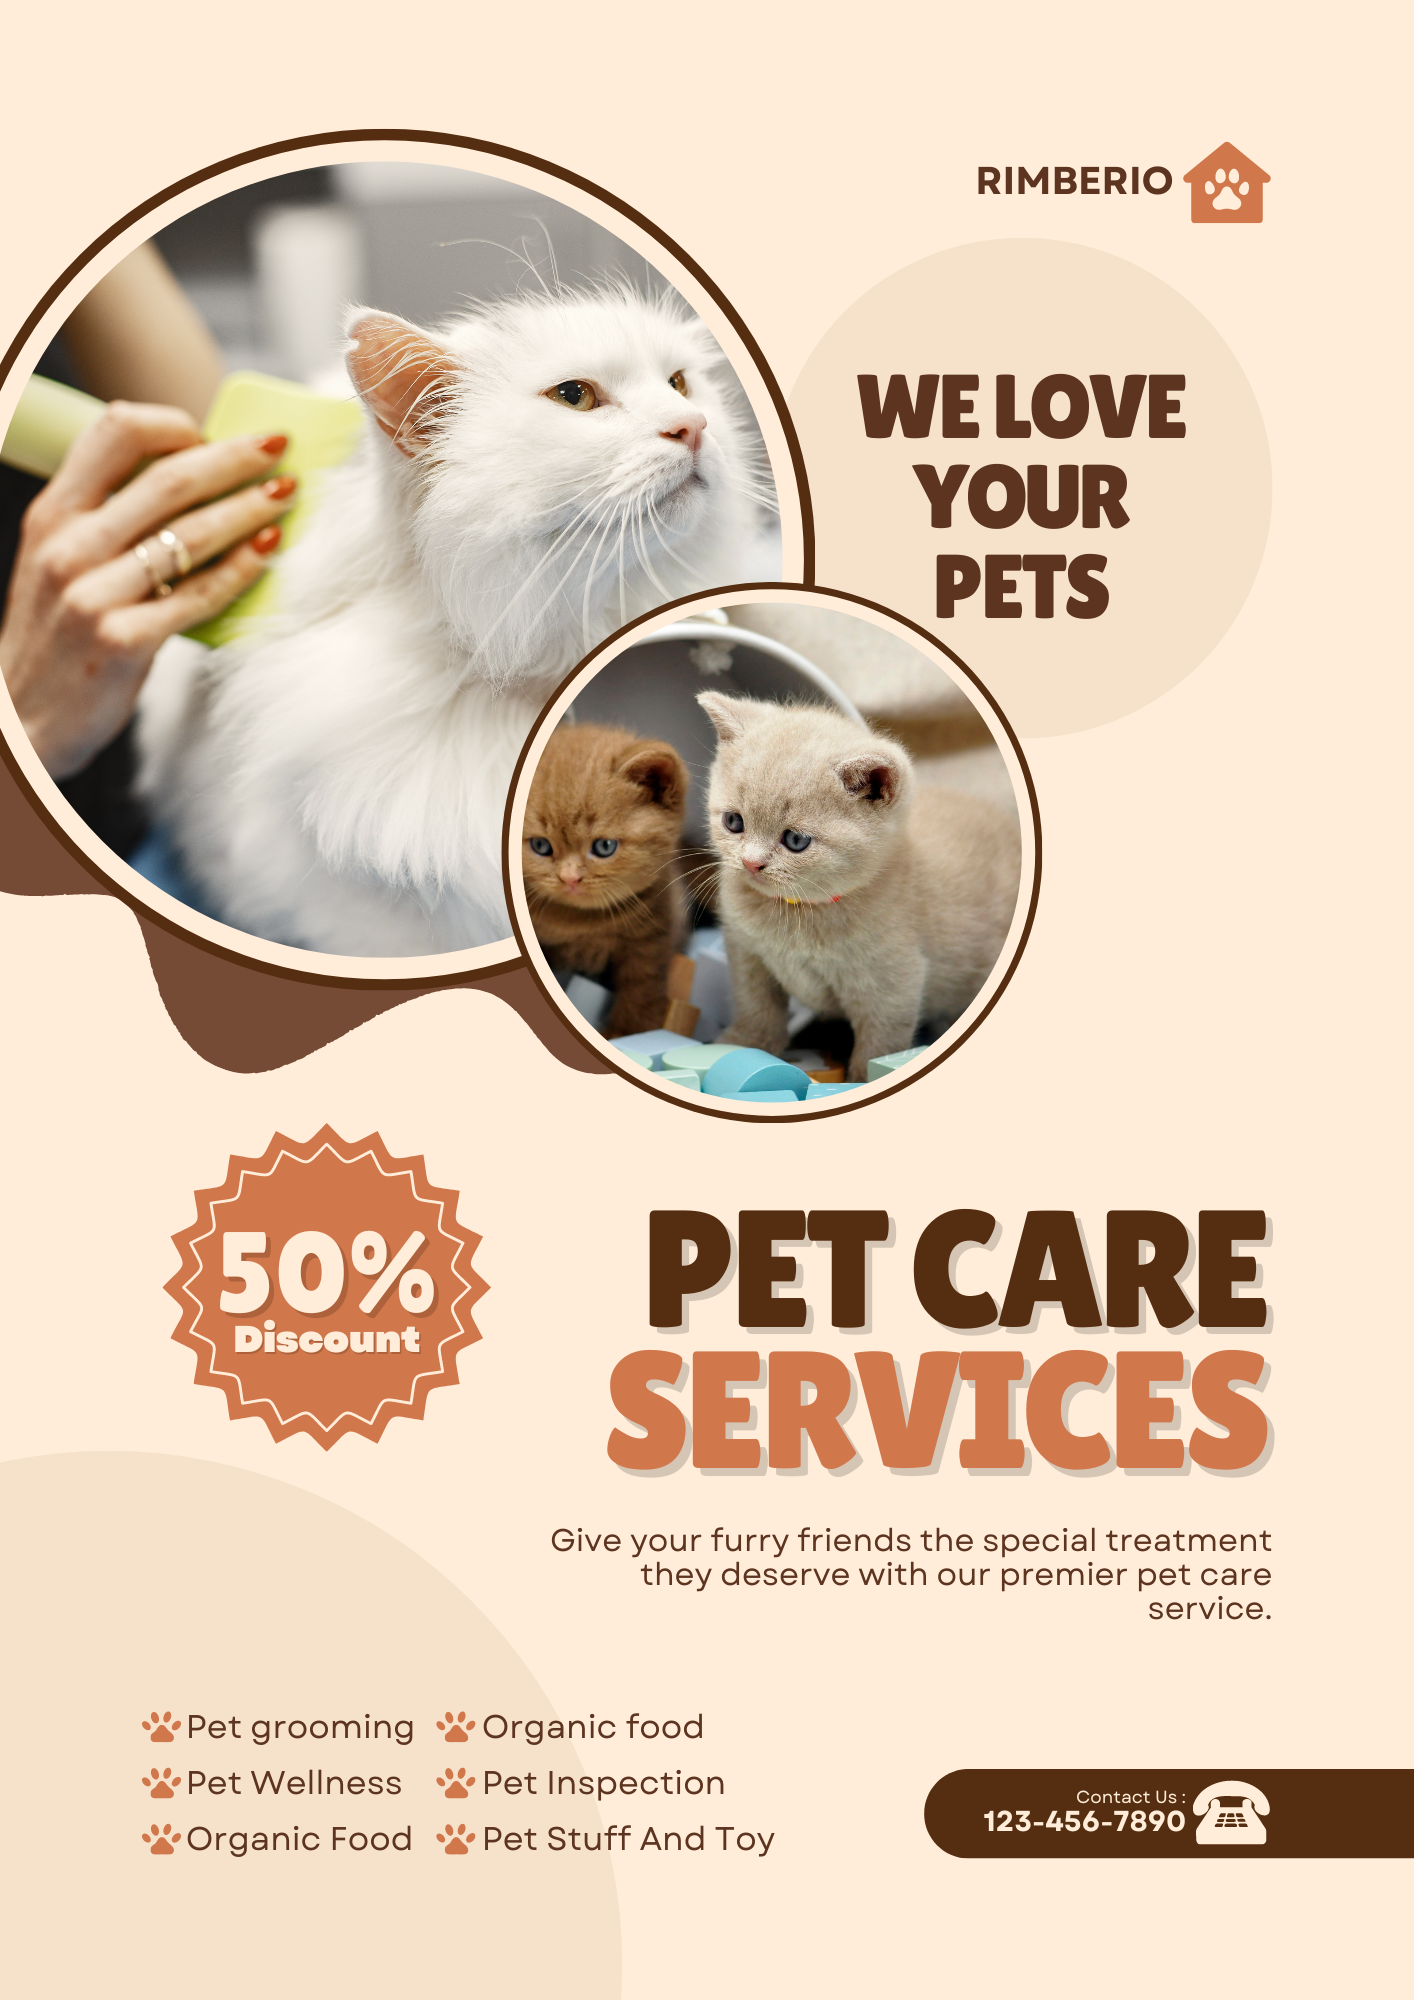 RIMBERIO
WE LOVE
YOUR
PETS
50%
Discount
PET CARE
SERVICES
Give your furry friends the special treatment
they deserve with our premier pet care
service.
Pet grooming
Pet Wellness
Organic Food
Organic food
Pet Inspection
Pet Stuff And Toy
Contact Us :
123-456-7890